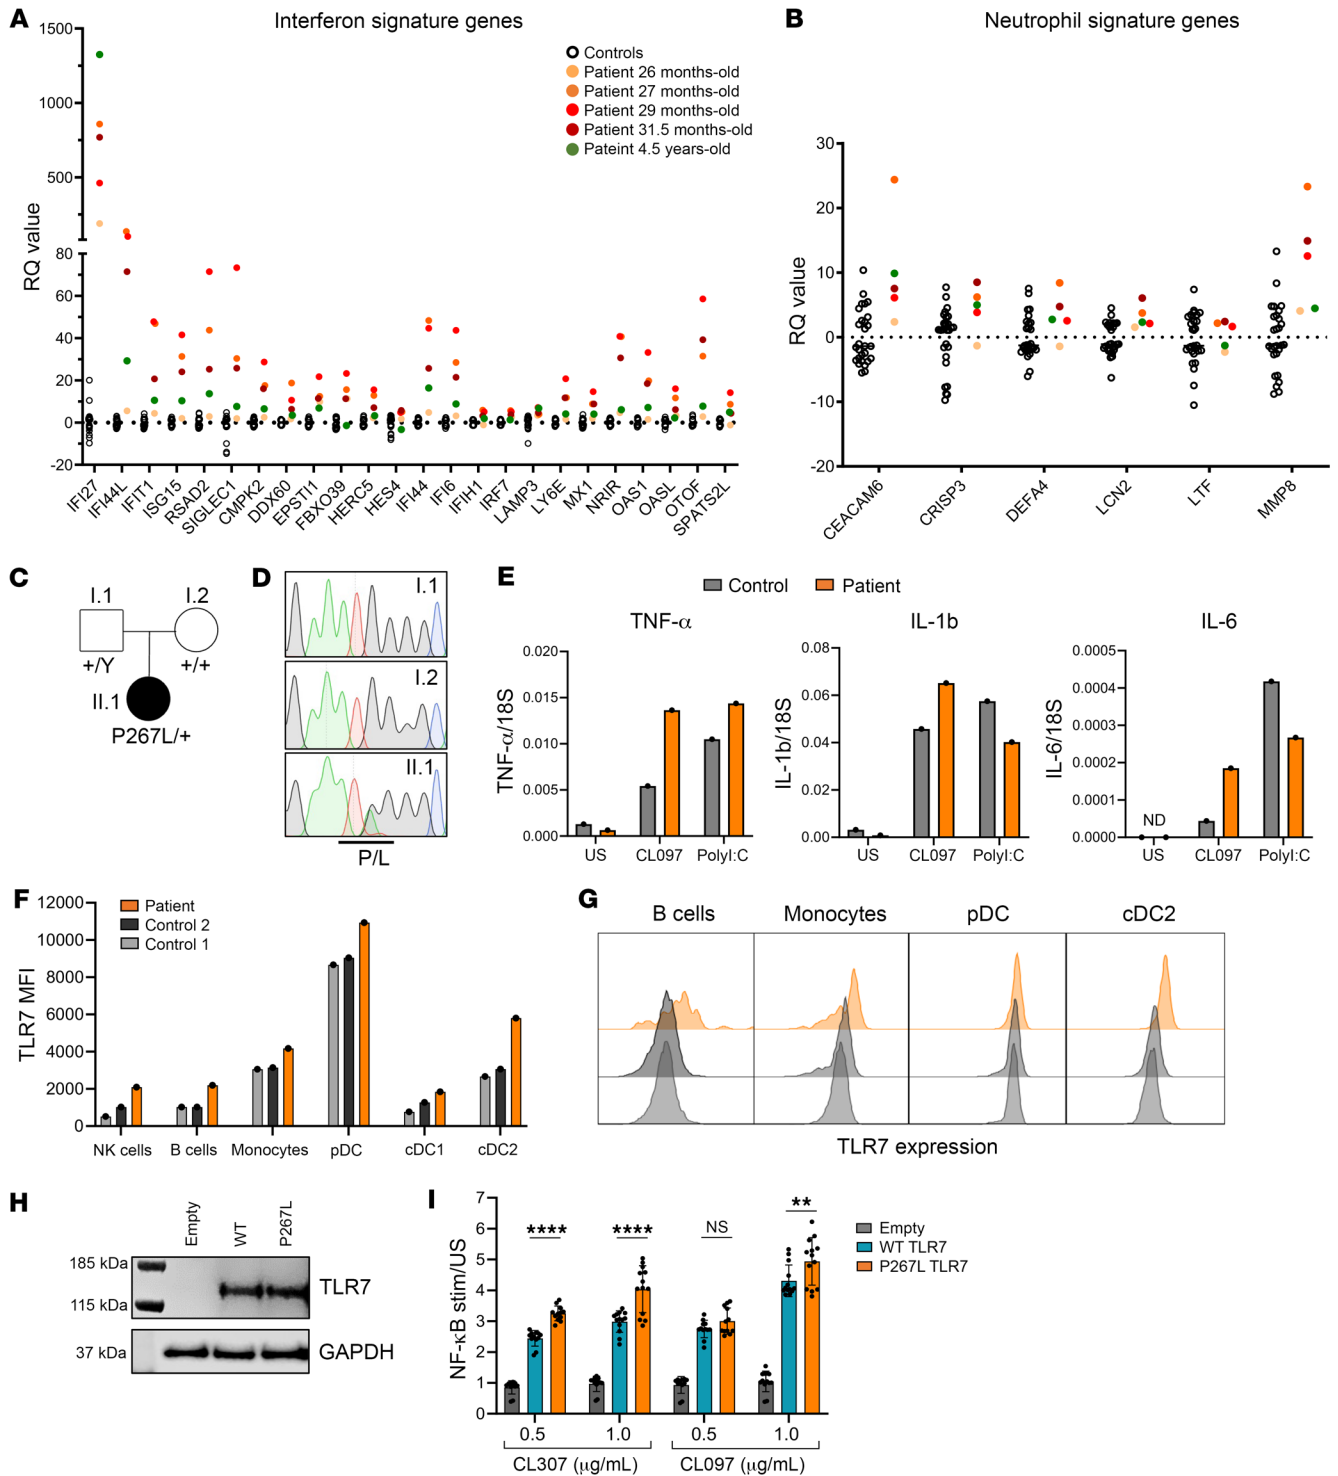 A
Interferon signature genes
RQ value
1500
1000
500
80
60
40
20
0
-20
Controls
Patient 26 months-old
Patient 27 months-old
Patient 29 months-old
Patient 31.5 months-old
Pateint 4.5 years-old
IFI27
IFI44L
IFIT1
ISG15
RSAD2
SIGLEC1
CMPK2
DDX60
EPSTI1
FBXO39
HERC5
HES4
IFI44
IFI6
IFIH1
IRF7
LAMP3
LY6E
MX1
NRIR
OAS1
OASL
OTOF
SPATS2L
B
Neutrophil signature genes
RQ value
30
20
10
0
-10
-20
CEACAM6
CRISP3
DEFA4
LCN2
LTF
MMP8
C
I.1
I.2
+/Y
+/+
II.1
P267L/+
D
I.1
I.2
II.1
P/L
E
Control
Patient
TNF-α
TNF-α/18S
0.020
0.015
0.010
0.005
0.000
US
CL097
PolyI:C
IL-1b
IL-1b/18S
0.08
0.06
0.04
0.02
0.00
US
CL097
PolyI:C
IL-6
IL-6/18S
0.0005
0.0004
0.0003
0.0002
0.0001
0.0000
ND
US
CL097
PolyI:C
F
TLR7 MFI
12000
10000
8000
6000
4000
2000
0
Patient
Control 2
Control 1
NK cells
B cells
Monocytes
pDC
cDC1
cDC2
G
B cells
Monocytes
pDC
cDC2
TLR7 expression
H
Empty
WT
P267L
185 kDa
115 kDa
37 kDa
TLR7
GAPDH
I
NF-κB stim/US
7
6
5
4
3
2
1
0
****
****
NS
**
Empty
WT TLR7
P267L TLR7
0.5
1.0
0.5
1.0
CL307 (μg/mL)
CL097 (μg/mL)